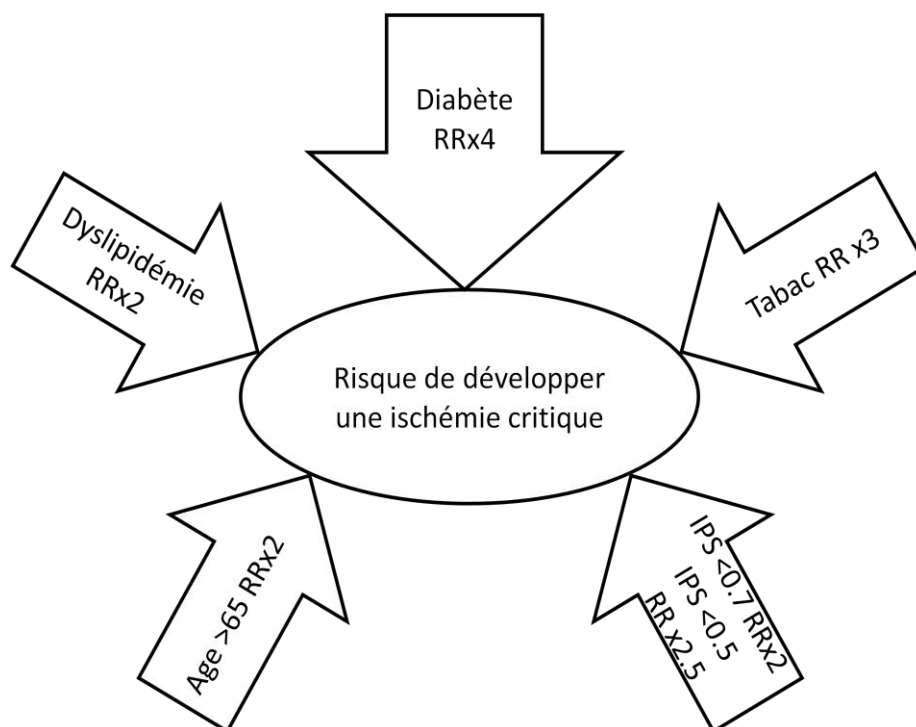 Diabète
RRx4
Dyslipidémie
RRx2
Tabac RR x3
Risque de développer
une ischémie critique
Age >65 RRx2
IPS <0.7 RRx2
IPS <0.5
RR x2.5